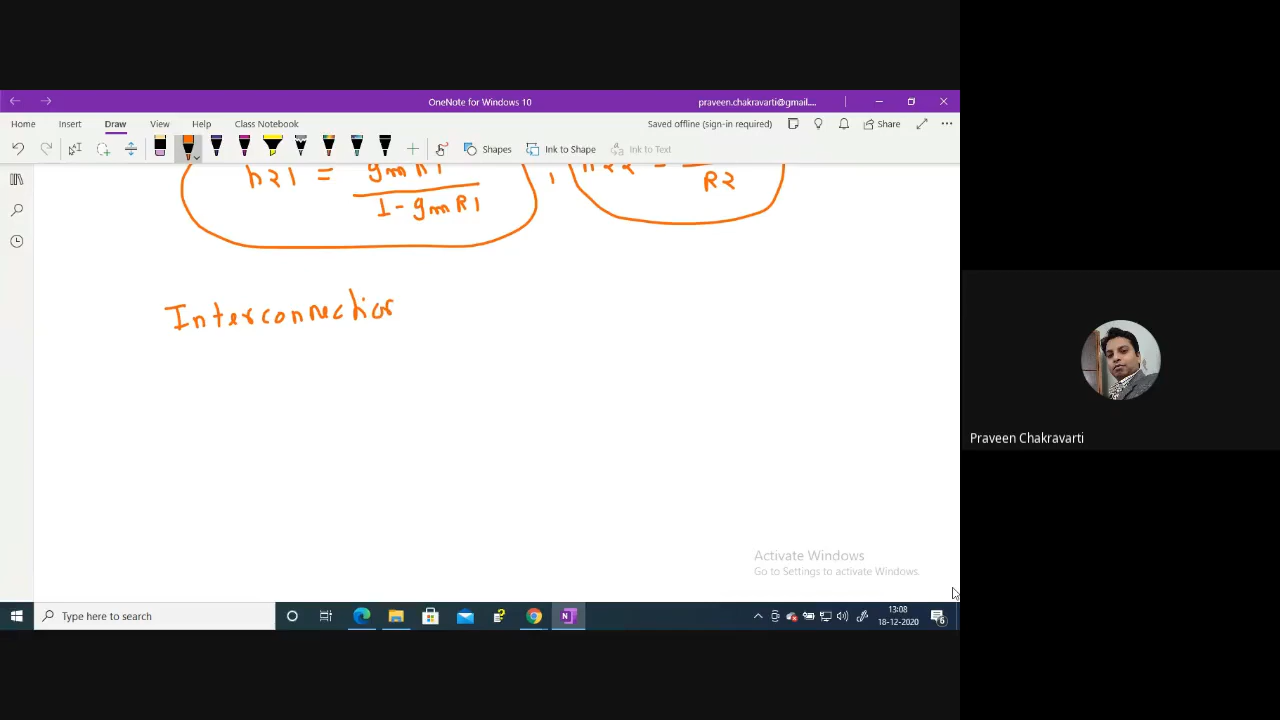 OneNote for Windows 10
praveen.chakravarti@gmail....
Home Insert Draw View Help Class Notebook
Saved offline (sign-in required)
Share
Shapes
Ink to Shape
Ink to Text
h21 = gmR1 / 1-gmR1 , h22 = / R2
Interconnection
Praveen Chakravarti
Activate Windows
Go to Settings to activate Windows.
Type here to search
13:08
18-12-2020
6